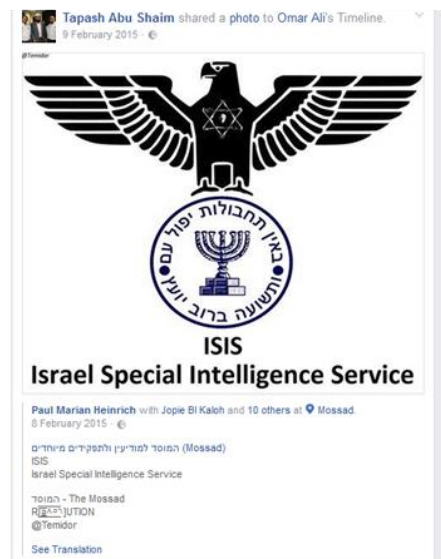 Tapash Abu Shaim shared a photo to Omar Ali's Timeline.
9 February 2015
@Temidor
באין תחבולות יפול עם
ותשועה ברוב יועץ
ISIS
Israel Special Intelligence Service
Paul Marian Heinrich with Jopie Bl Kaloh and 10 others at Mossad.
8 February 2015
המוסד למודיעין ולתפקידים מיוחדים (Mossad)
ISIS
Israel Special Intelligence Service
המוסד - The Mossad
@Temidor
See Translation